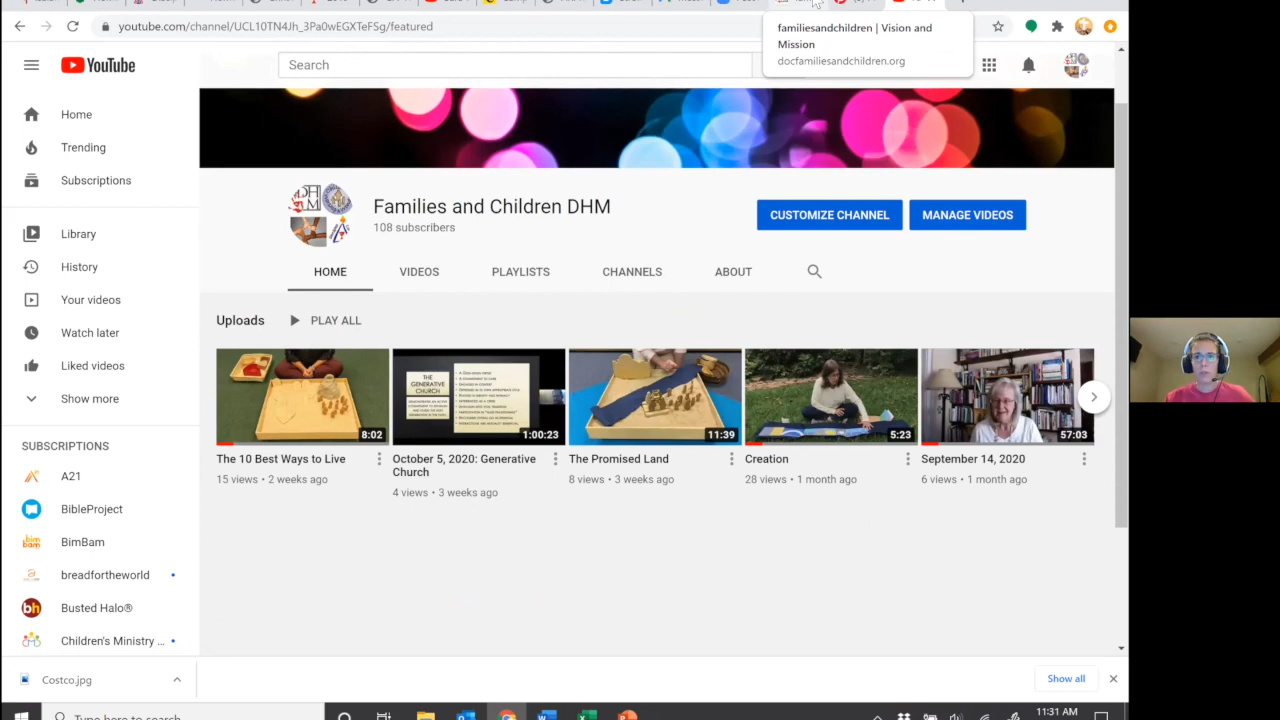 youtube.com/channel/UCL10TN4Jh_3Pa0wEGXTeFSg/featured
familiesandchildren | Vision and
Mission
docfamiliesandchildren.org
YouTube
Search
Home
Trending
Subscriptions
Library
History
Your videos
Watch later
Liked videos
Show more
SUBSCRIPTIONS
A21
BibleProject
BimBam
breadfortheworld
Busted Halo®
Children's Ministry ...
Families and Children DHM
108 subscribers
CUSTOMIZE CHANNEL
MANAGE VIDEOS
HOME
VIDEOS
PLAYLISTS
CHANNELS
ABOUT
Uploads
PLAY ALL
8:02
The 10 Best Ways to Live
15 views • 2 weeks ago
THE
GENERATIVE
CHURCH
1:00:23
October 5, 2020: Generative
Church
4 views • 3 weeks ago
11:39
The Promised Land
8 views • 3 weeks ago
5:23
Creation
28 views • 1 month ago
57:03
September 14, 2020
6 views • 1 month ago
Costco.jpg
Show all
Type here to search
11:31 AM